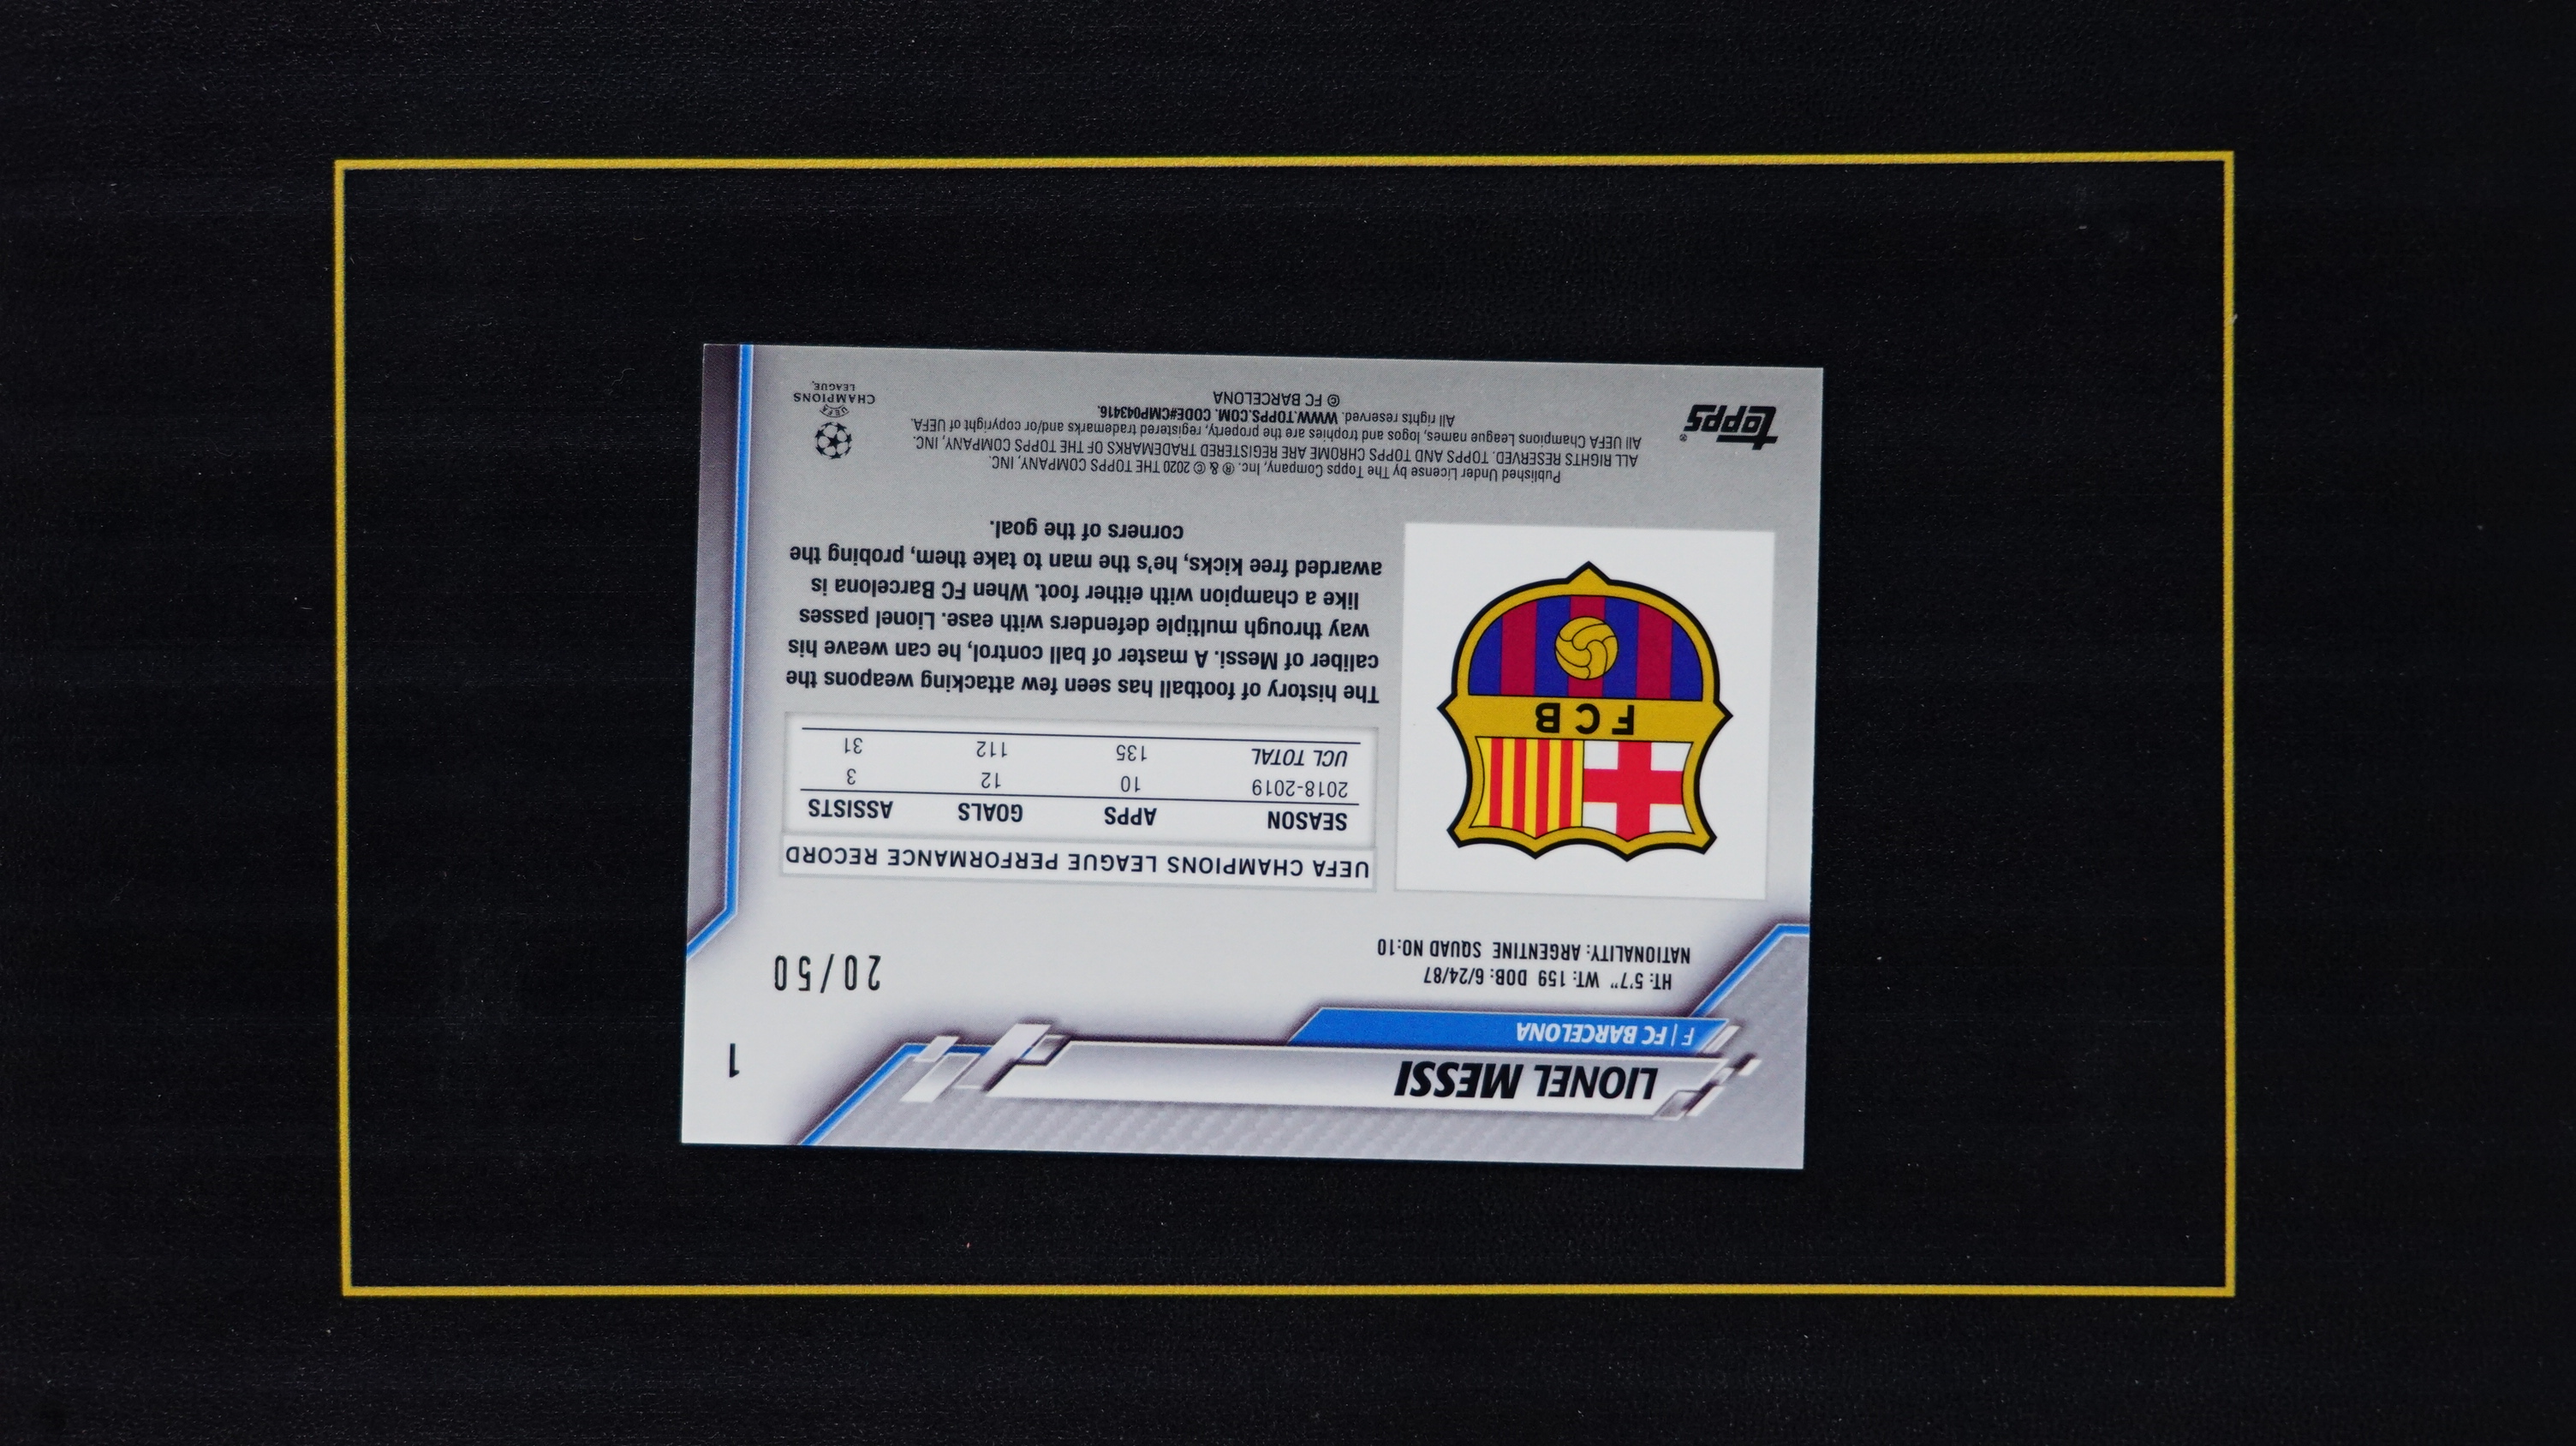 1
LIONEL MESSI
F | FC BARCELONA
HT: 5'7" WT: 159 DOB: 6/24/87
NATIONALITY: ARGENTINE SQUAD NO:10
20/50
FCB
UEFA CHAMPIONS LEAGUE PERFORMANCE RECORD
SEASON APPS GOALS ASSISTS
2018-2019 10 12 3
UCL TOTAL 135 112 31
The history of football has seen few attacking weapons the
caliber of Messi. A master of ball control, he can weave his
way through multiple defenders with ease. Lionel passes
like a champion with either foot. When FC Barcelona is
awarded free kicks, he's the man to take them, probing the
corners of the goal.
topps®
Published Under License by The Topps Company, Inc. ® & © 2020 THE TOPPS COMPANY, INC.
ALL RIGHTS RESERVED. TOPPS AND TOPPS CHROME ARE REGISTERED TRADEMARKS OF THE TOPPS COMPANY, INC.
All UEFA Champions League names, logos and trophies are the property, registered trademarks and/or copyright of UEFA.
All rights reserved. WWW.TOPPS.COM. CODE#CMP043416.
© FC BARCELONA
UEFA
CHAMPIONS
LEAGUE